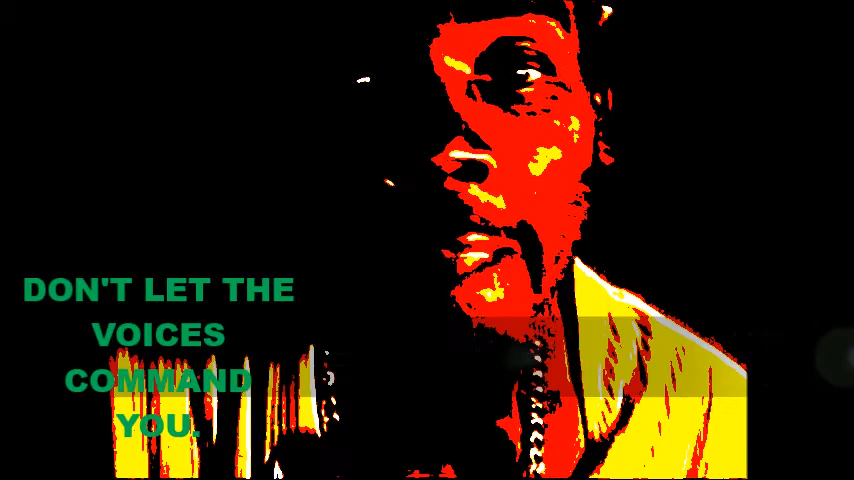 DON'T LET THE
VOICES
COMMAND
YOU.